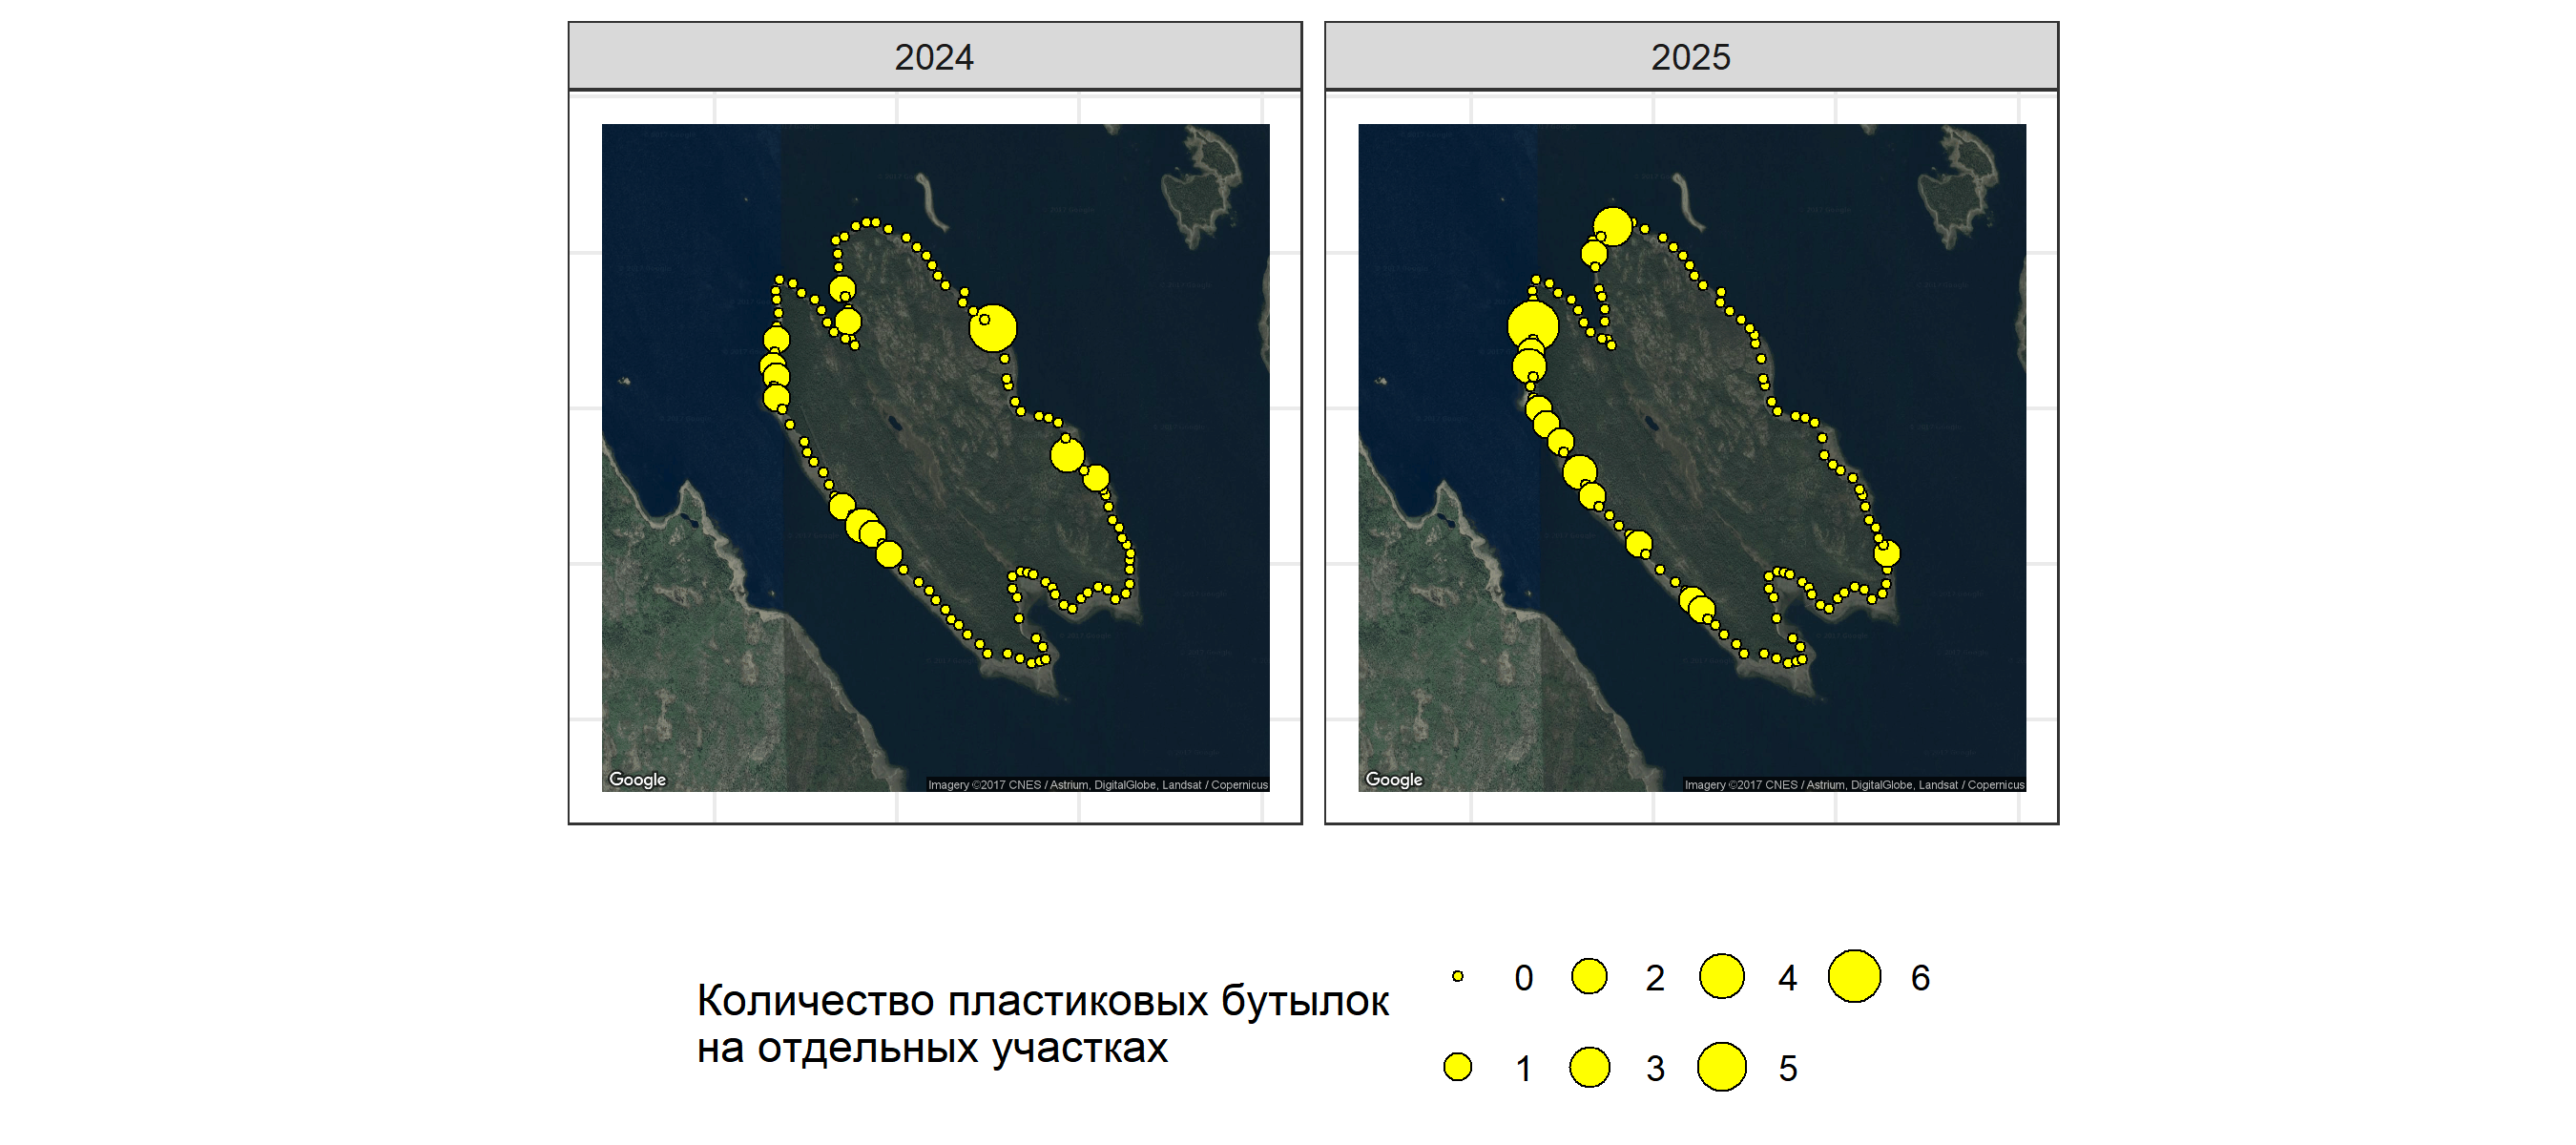 2024
2025
Google
Imagery ©2017 CNES / Astrium, DigitalGlobe, Landsat / Copernicus
Google
Imagery ©2017 CNES / Astrium, DigitalGlobe, Landsat / Copernicus
Количество пластиковых бутылок
на отдельных участках
0 2 4 6
1 3 5